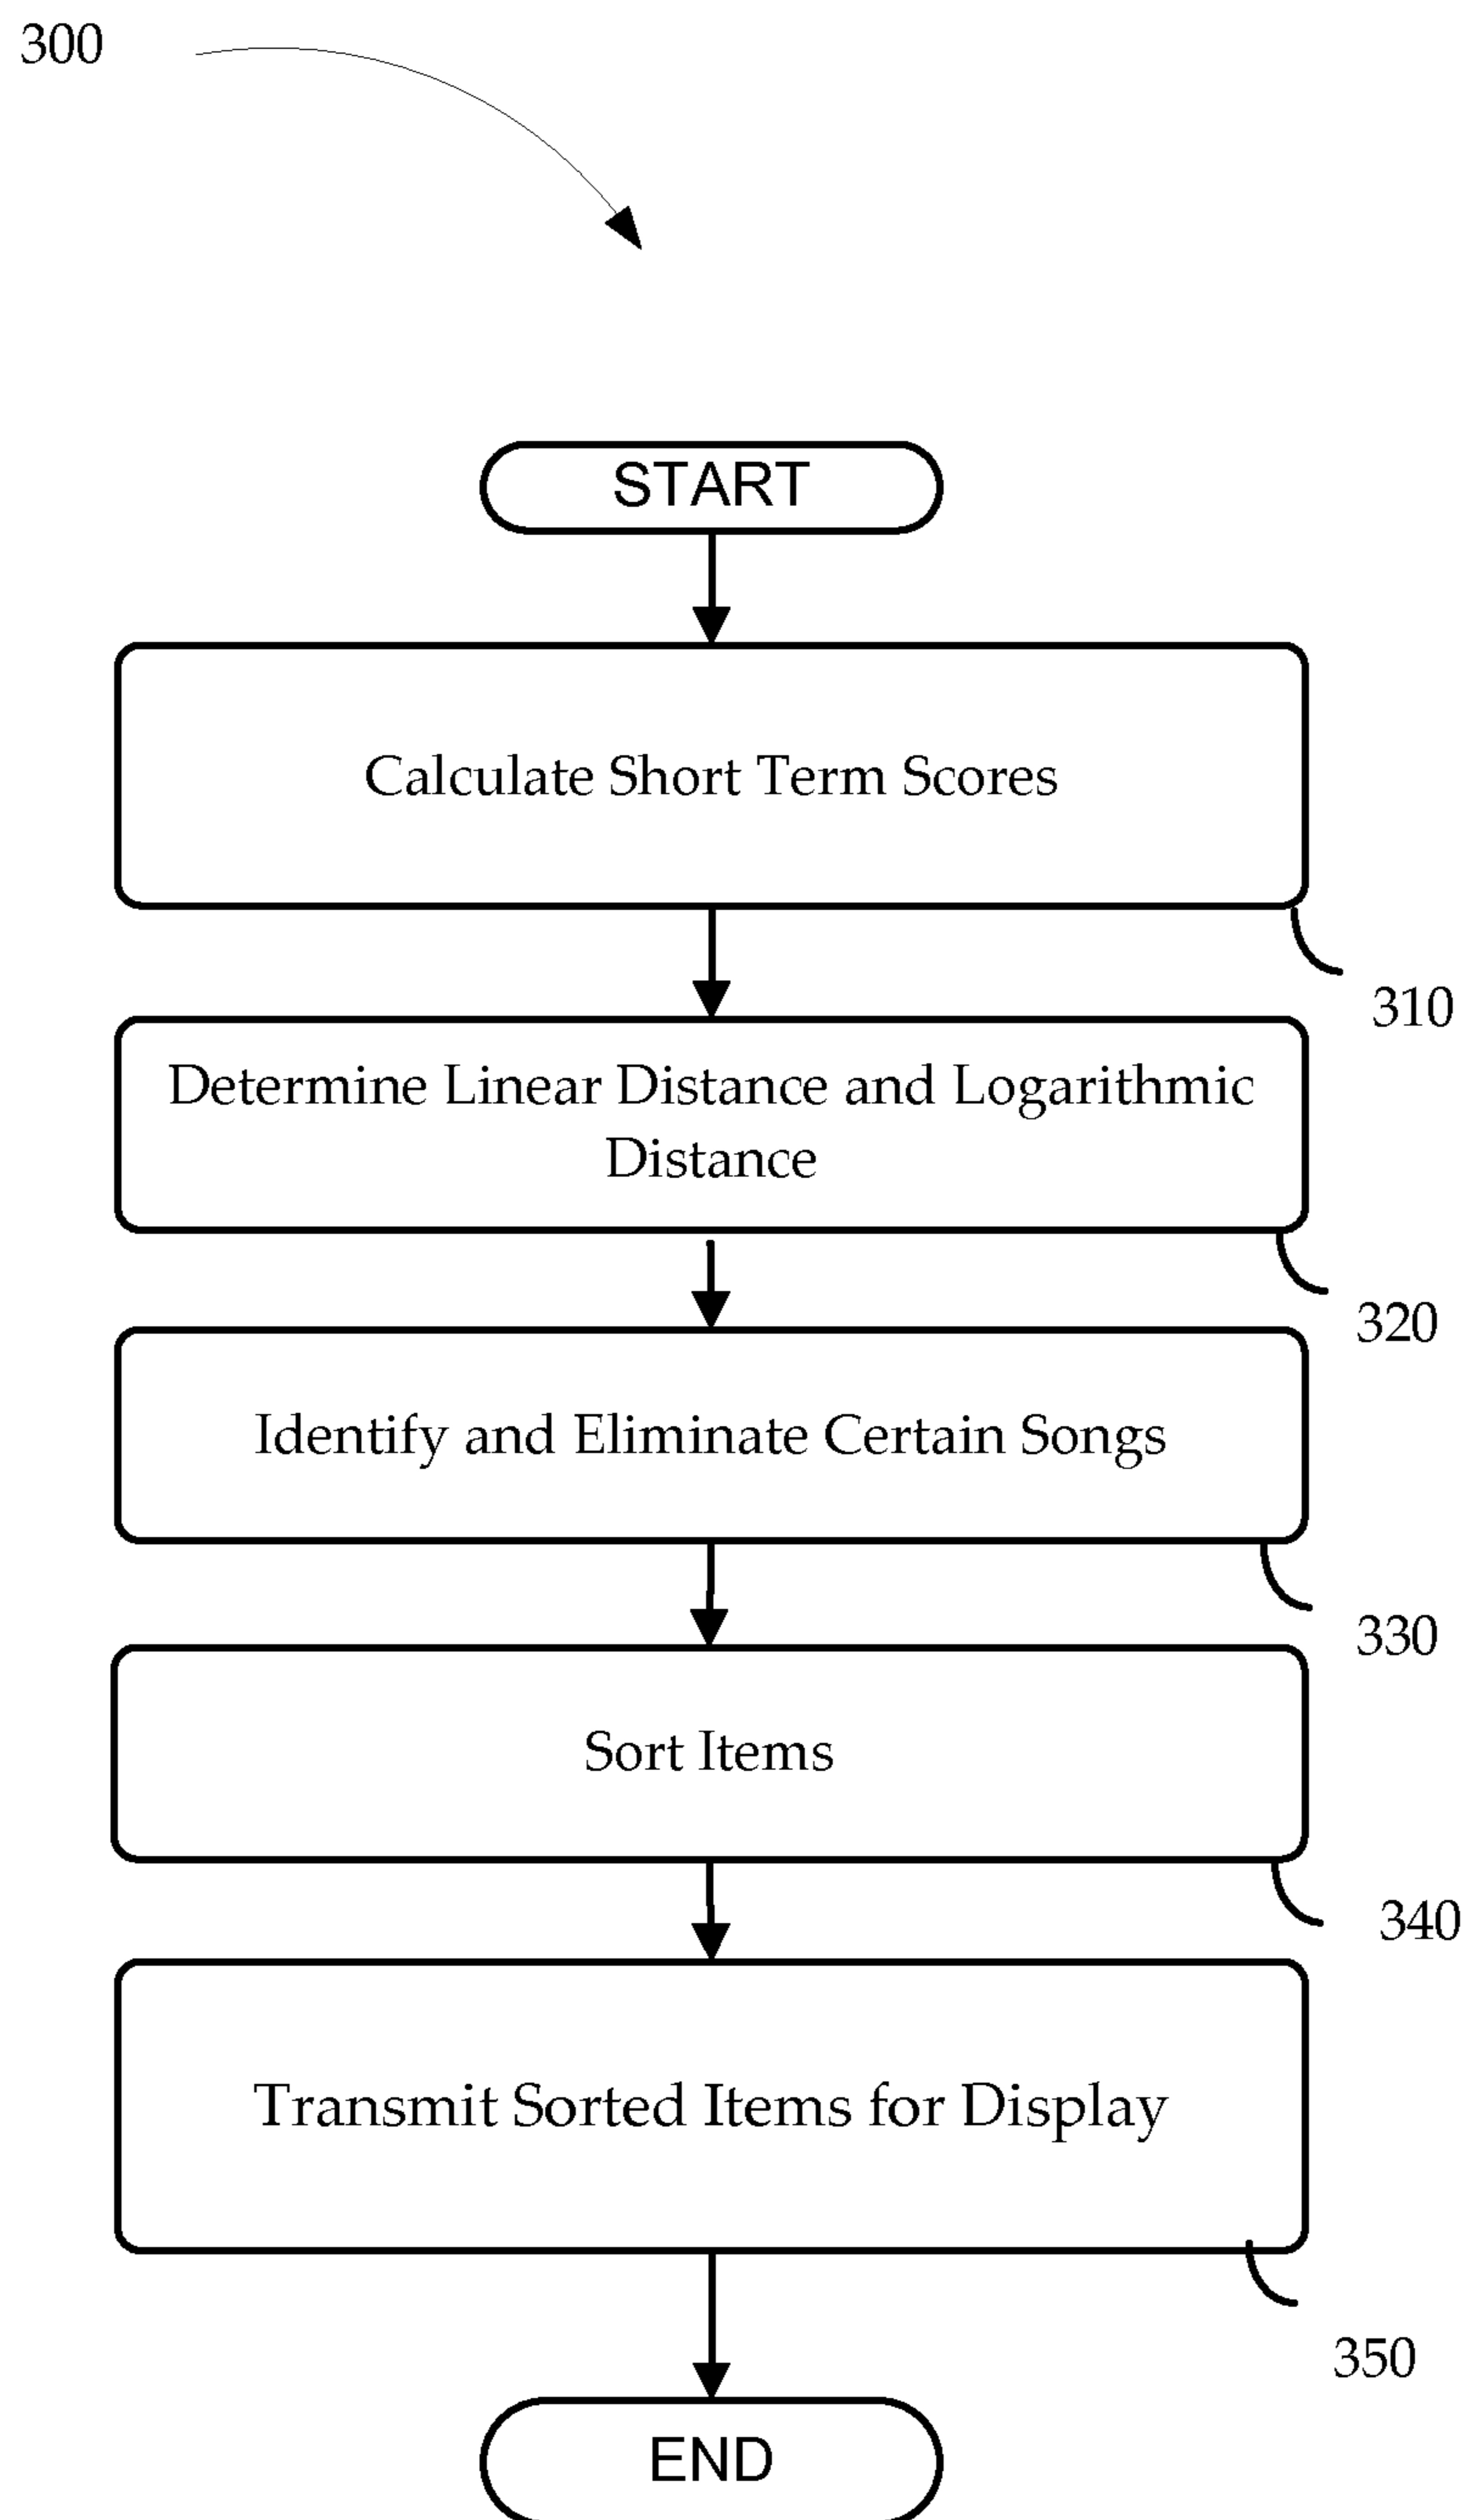 300
START
Calculate Short Term Scores
310
Determine Linear Distance and Logarithmic
Distance
320
Identify and Eliminate Certain Songs
330
Sort Items
340
Transmit Sorted Items for Display
350
END